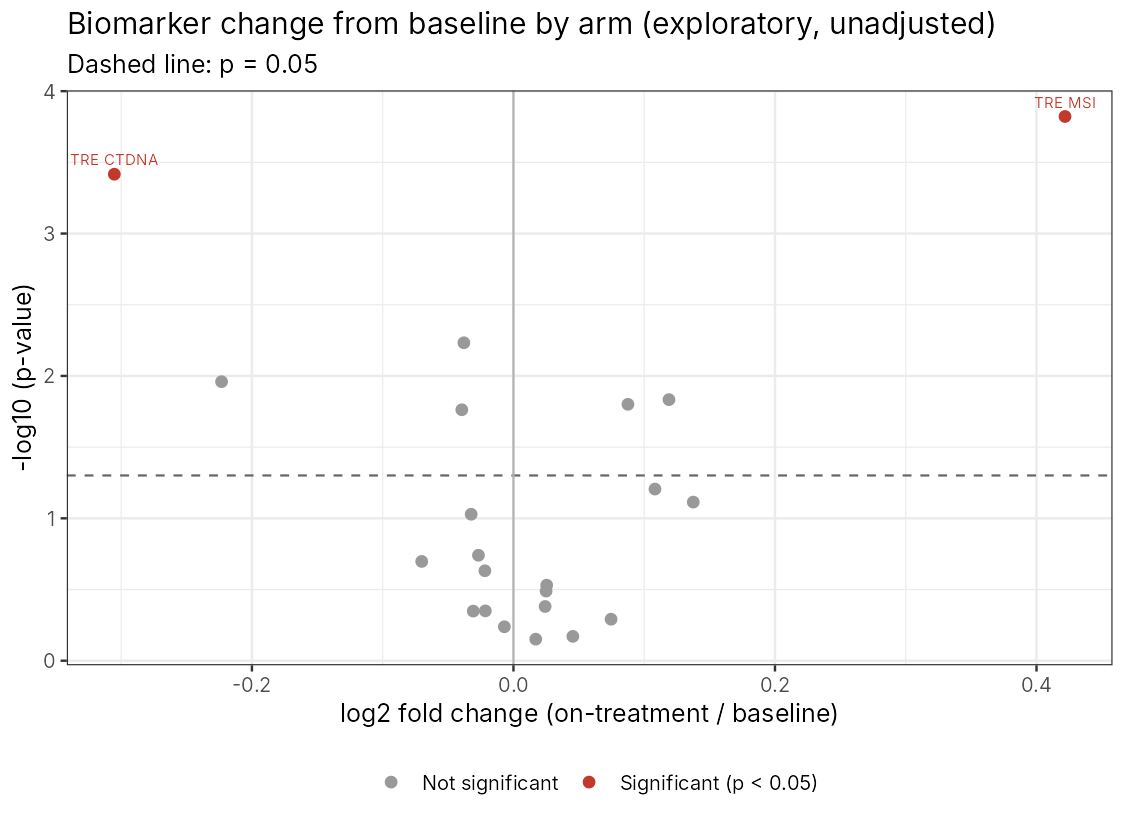 Biomarker change from baseline by arm (exploratory, unadjusted)
Dashed line: p = 0.05
4
3
2
1
0
-log10 (p-value)
TRE CTDNA
TRE MSI
-0.2
0.0
0.2
0.4
log2 fold change (on-treatment / baseline)
Not significant
Significant (p < 0.05)